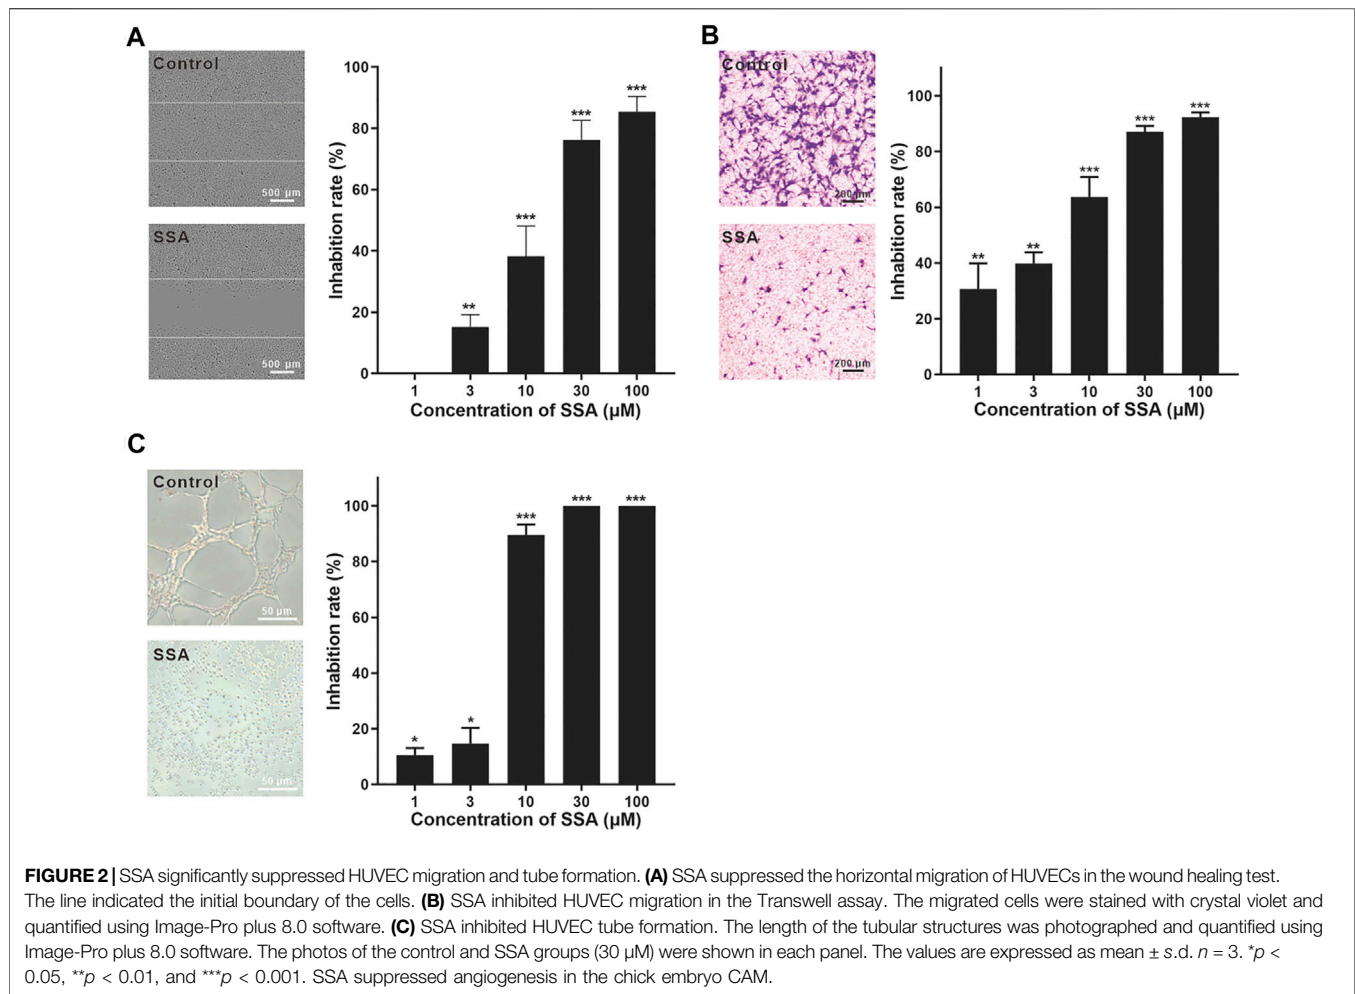 A
Control
500 µm
SSA
500 µm
Inhabition rate (%)
100
80
60
40
20
0
**
***
***
***
1 3 10 30 100
Concentration of SSA (µM)
B
Control
200 µm
SSA
200 µm
Inhabition rate (%)
100
80
60
40
20
0
**
**
***
***
***
1 3 10 30 100
Concentration of SSA (µM)
C
Control
50 µm
SSA
50 µm
Inhabition rate (%)
100
80
60
40
20
0
*
*
***
***
***
1 3 10 30 100
Concentration of SSA (µM)
FIGURE 2 | SSA significantly suppressed HUVEC migration and tube formation. (A) SSA suppressed the horizontal migration of HUVECs in the wound healing test.
The line indicated the initial boundary of the cells. (B) SSA inhibited HUVEC migration in the Transwell assay. The migrated cells were stained with crystal violet and
quantified using Image-Pro plus 8.0 software. (C) SSA inhibited HUVEC tube formation. The length of the tubular structures was photographed and quantified using
Image-Pro plus 8.0 software. The photos of the control and SSA groups (30 µM) were shown in each panel. The values are expressed as mean ± s.d. n = 3. *p <
0.05, **p < 0.01, and ***p < 0.001. SSA suppressed angiogenesis in the chick embryo CAM.